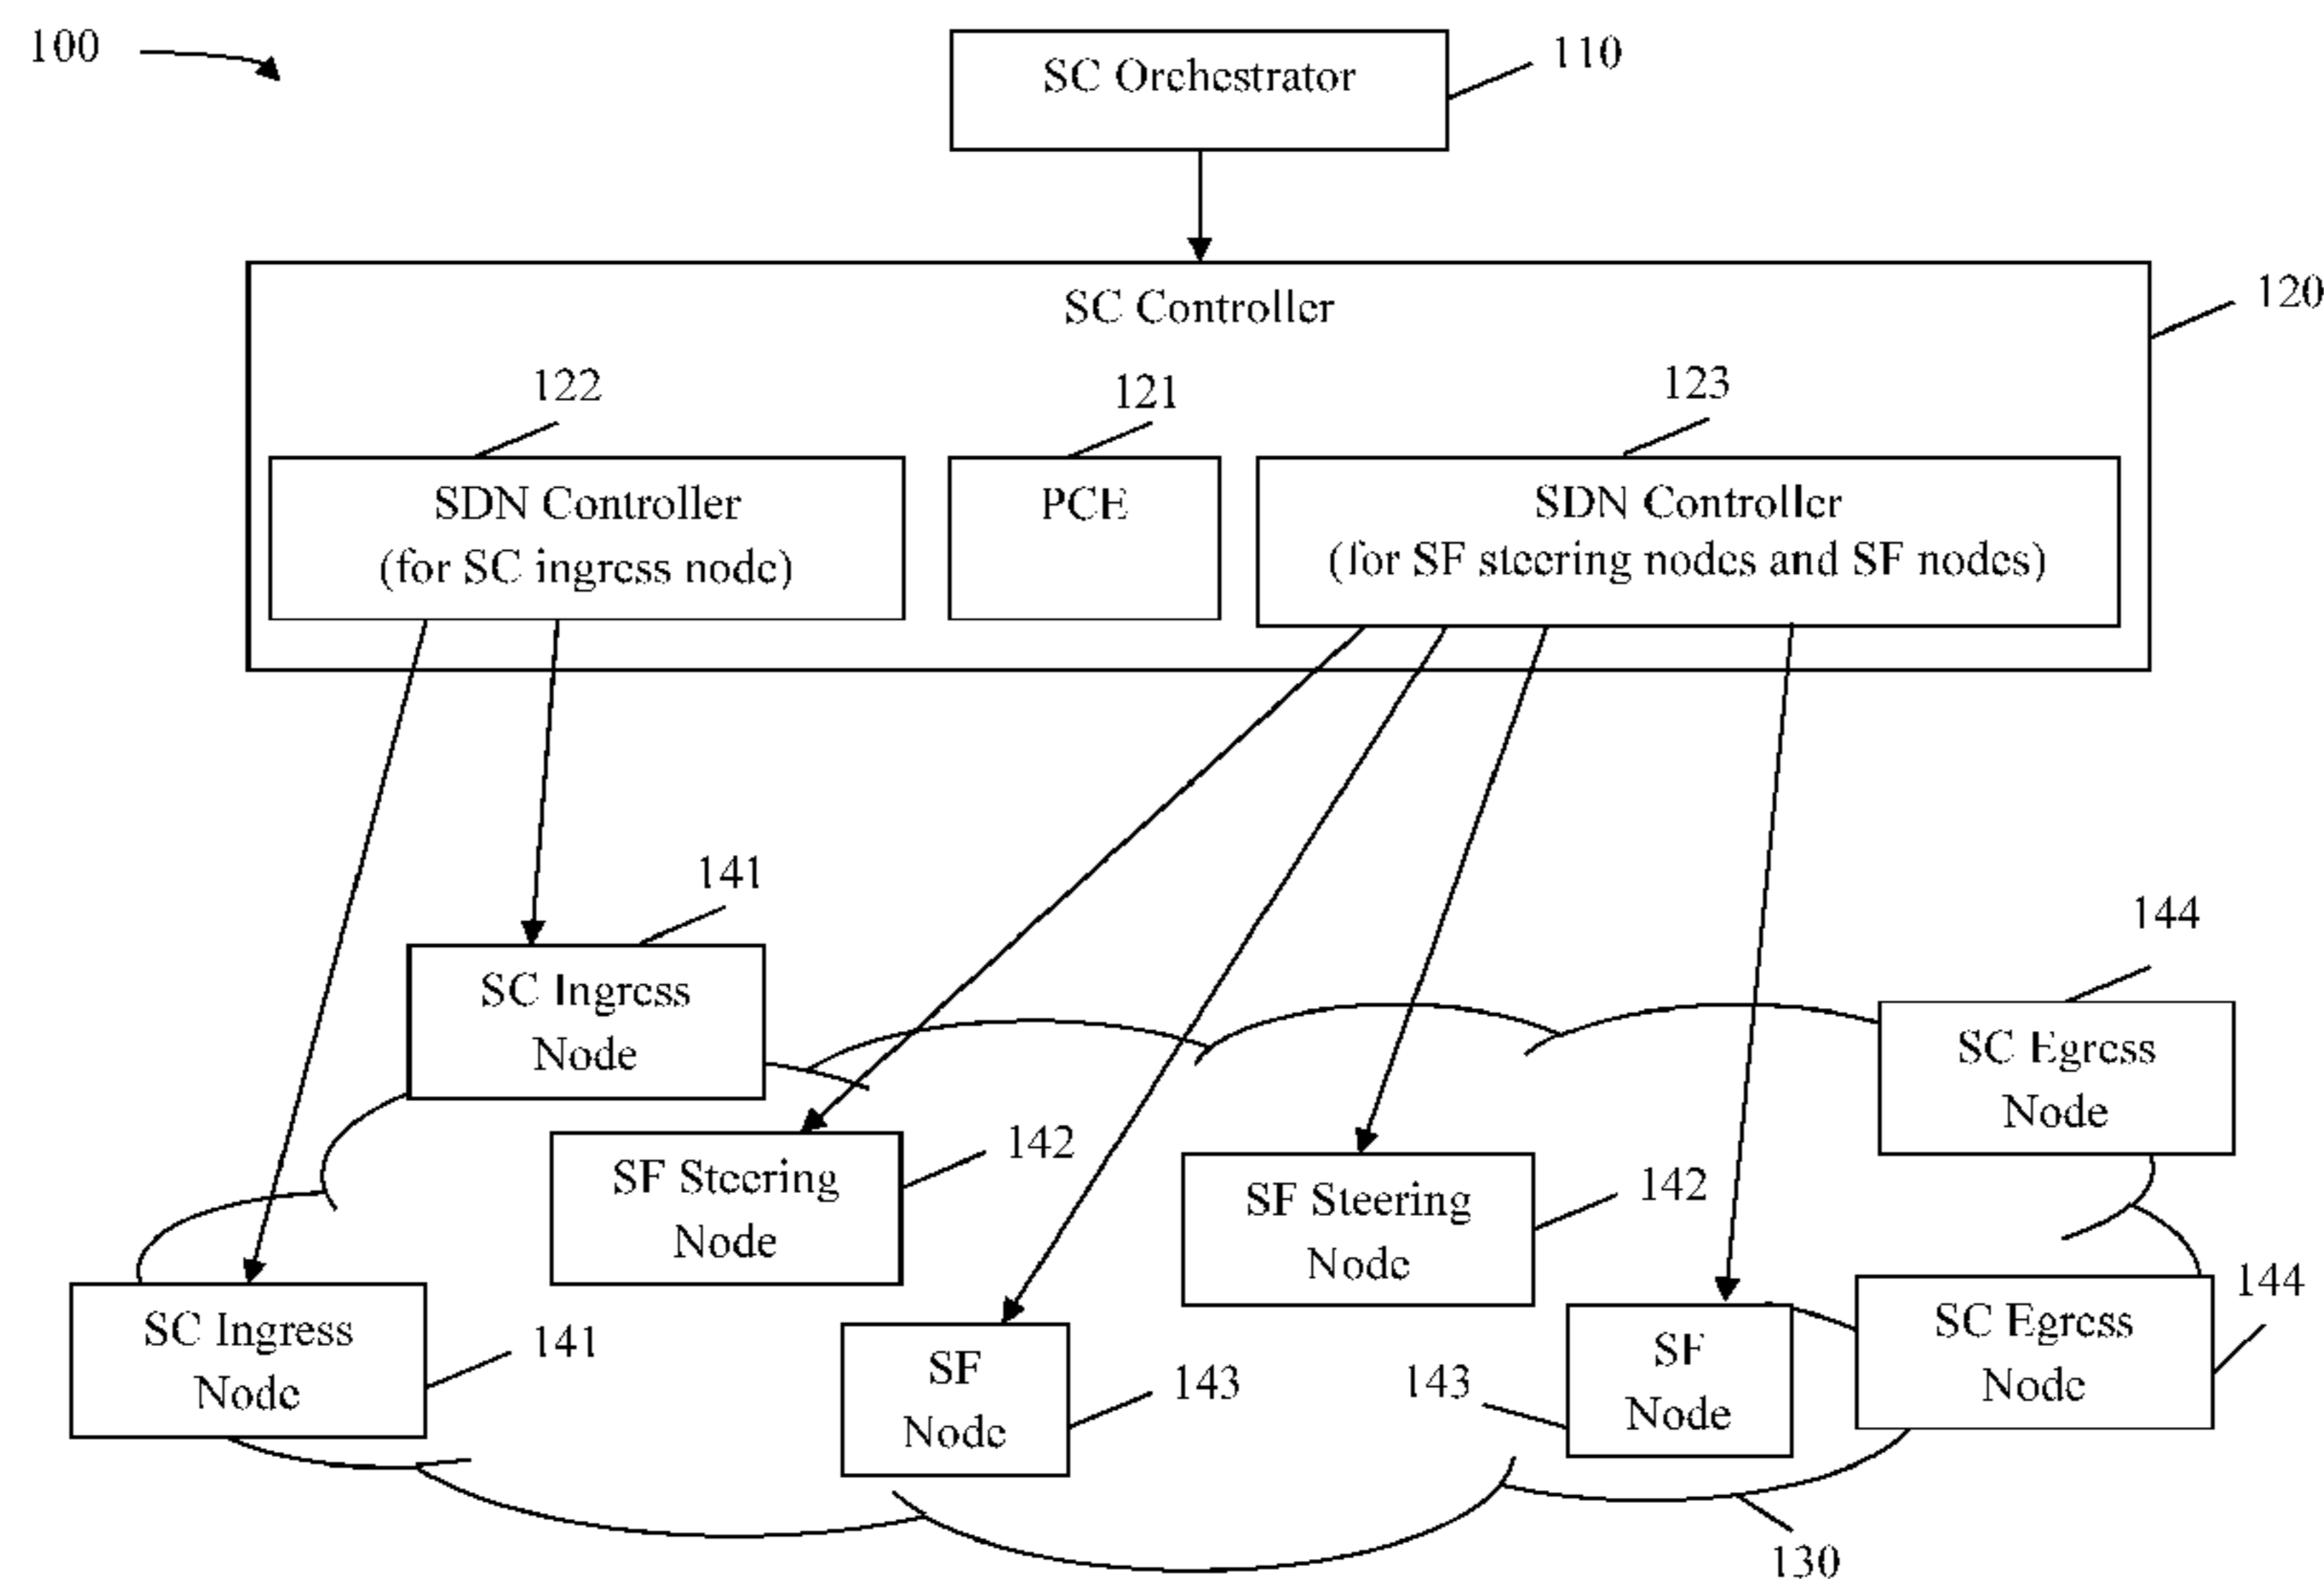 100
SC Orchestrator
110
SC Controller
120
122
121
123
SDN Controller
(for SC ingress node)
PCE
SDN Controller
(for SF steering nodes and SF nodes)
141
SC Ingress
Node
144
SC Egress
Node
SF Steering
Node
142
SF Steering
Node
142
SC Ingress
Node
141
SF
Node
143
143
SF
Node
SC Egress
Node
144
130